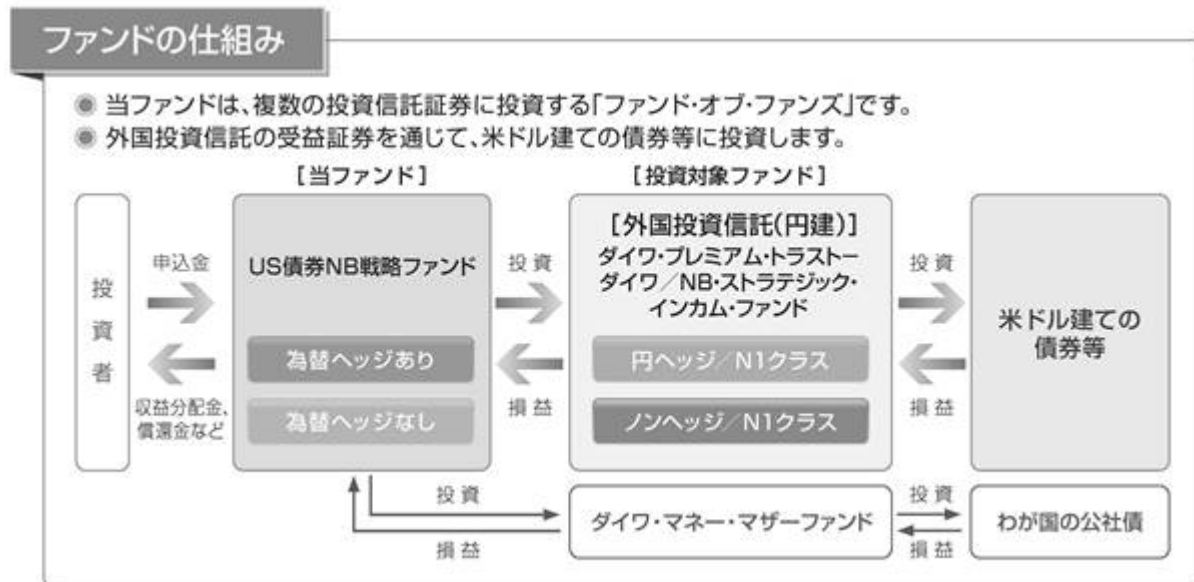 ファンドの仕組み
◉ 当ファンドは、複数の投資信託証券に投資する「ファンド・オブ・ファンズ」です。
◉ 外国投資信託の受益証券を通じて、米ドル建ての債券等に投資します。
[当ファンド]
[投資対象ファンド]
投資者
申込金
収益分配金、
償還金など
US債券NB戦略ファンド
為替ヘッジあり
為替ヘッジなし
投資
損益
[外国投資信託(円建)]
ダイワ・プレミアム・トラストー
ダイワ/NB・ストラテジック・
インカム・ファンド
円ヘッジ/N1クラス
ノンヘッジ/N1クラス
投資
損益
米ドル建ての
債券等
投資
損益
ダイワ・マネー・マザーファンド
投資
損益
わが国の公社債